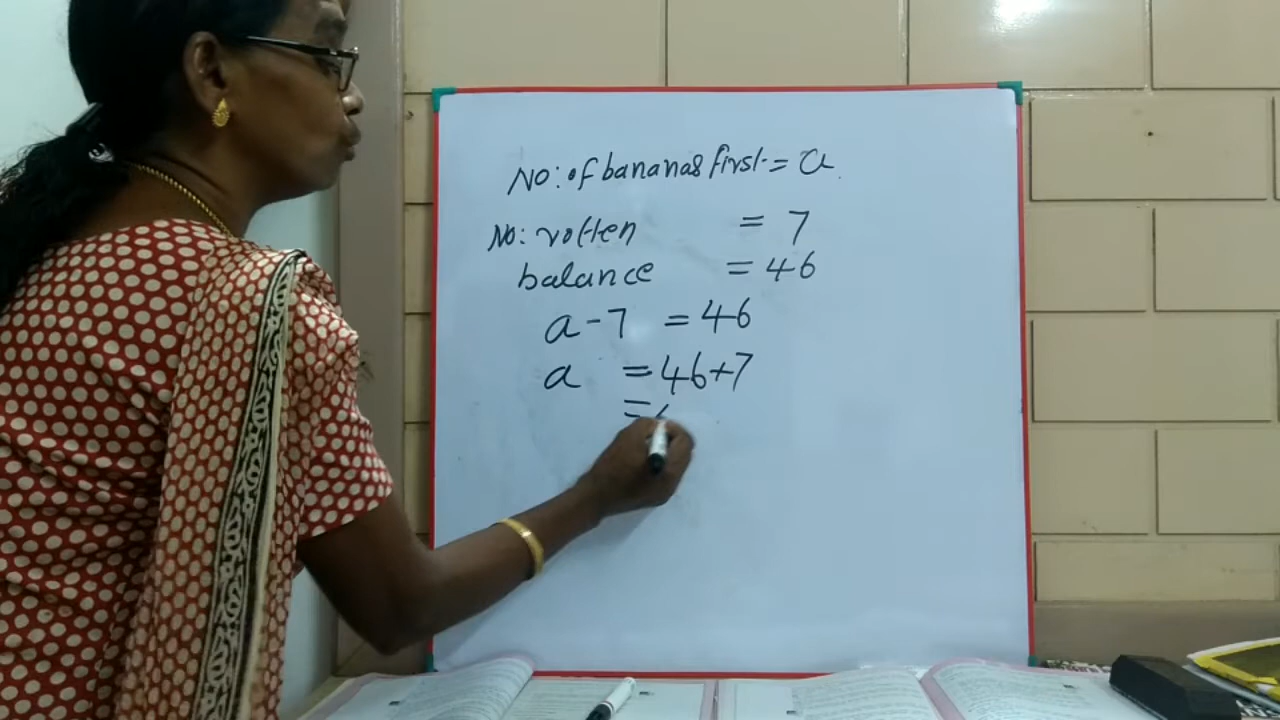 No: of bananas first = a.
No: rotten = 7
balance = 46
a - 7 = 46
a = 46+7
=